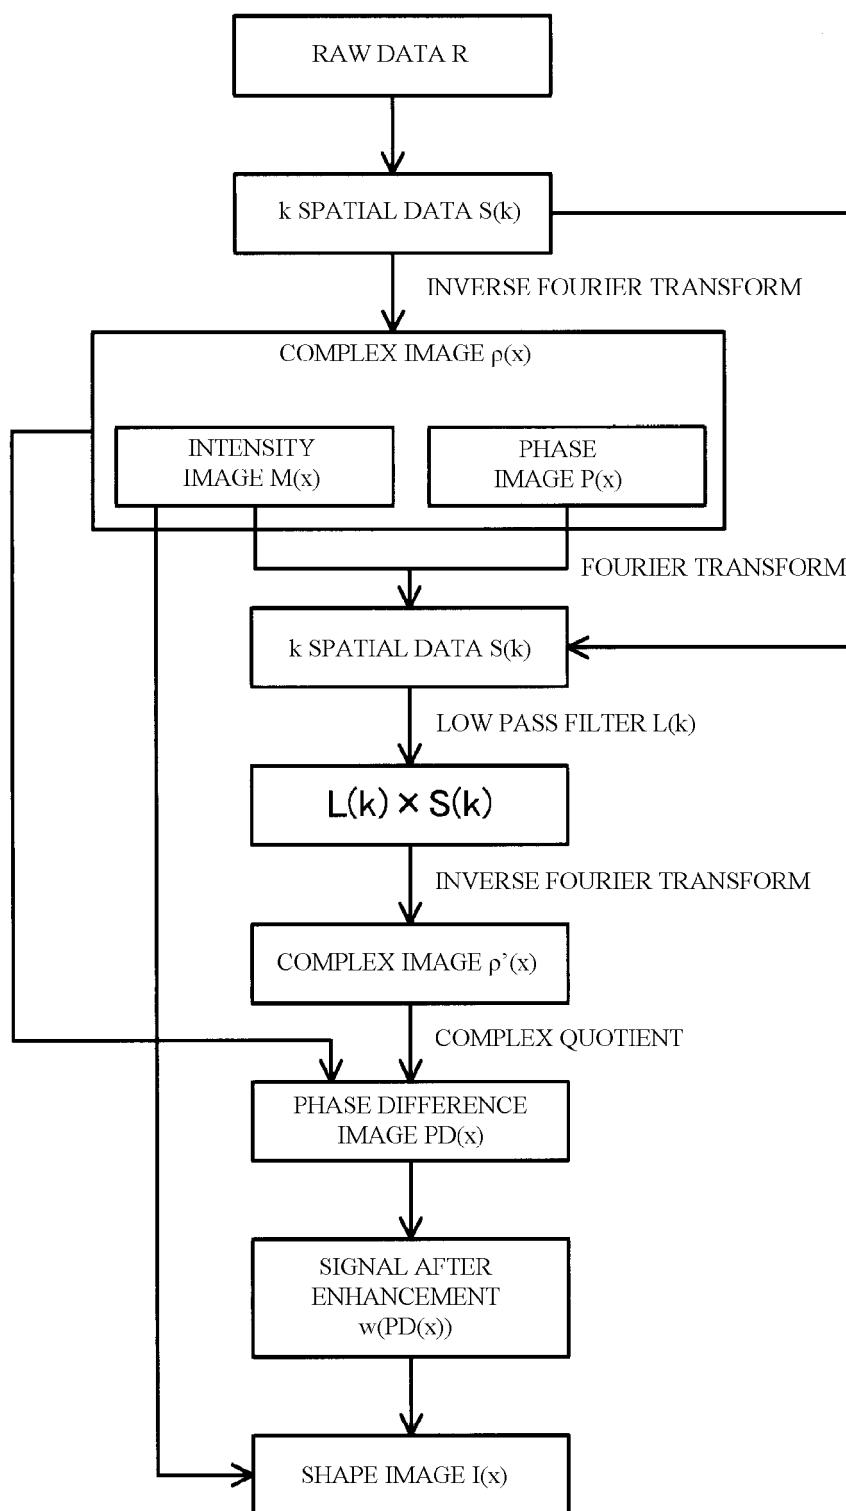 RAW DATA R
k SPATIAL DATA S(k)
INVERSE FOURIER TRANSFORM
COMPLEX IMAGE ρ(x)
INTENSITY
IMAGE M(x)
PHASE
IMAGE P(x)
FOURIER TRANSFORM
k SPATIAL DATA S(k)
LOW PASS FILTER L(k)
L(k) × S(k)
INVERSE FOURIER TRANSFORM
COMPLEX IMAGE ρ’(x)
COMPLEX QUOTIENT
PHASE DIFFERENCE
IMAGE PD(x)
SIGNAL AFTER
ENHANCEMENT
w(PD(x))
SHAPE IMAGE I(x)